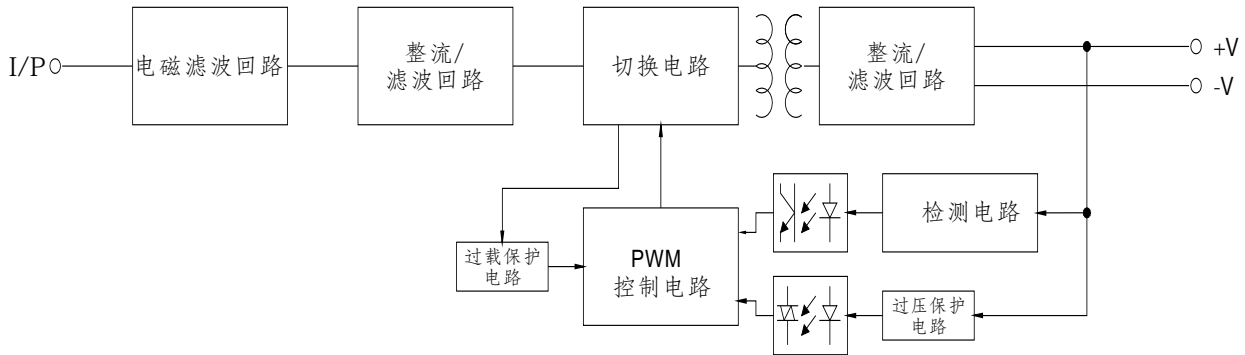 I/P
电磁滤波回路
整流/
滤波回路
切换电路
整流/
滤波回路
+V
-V
检测电路
过载保护
电路
PWM
控制电路
过压保护
电路